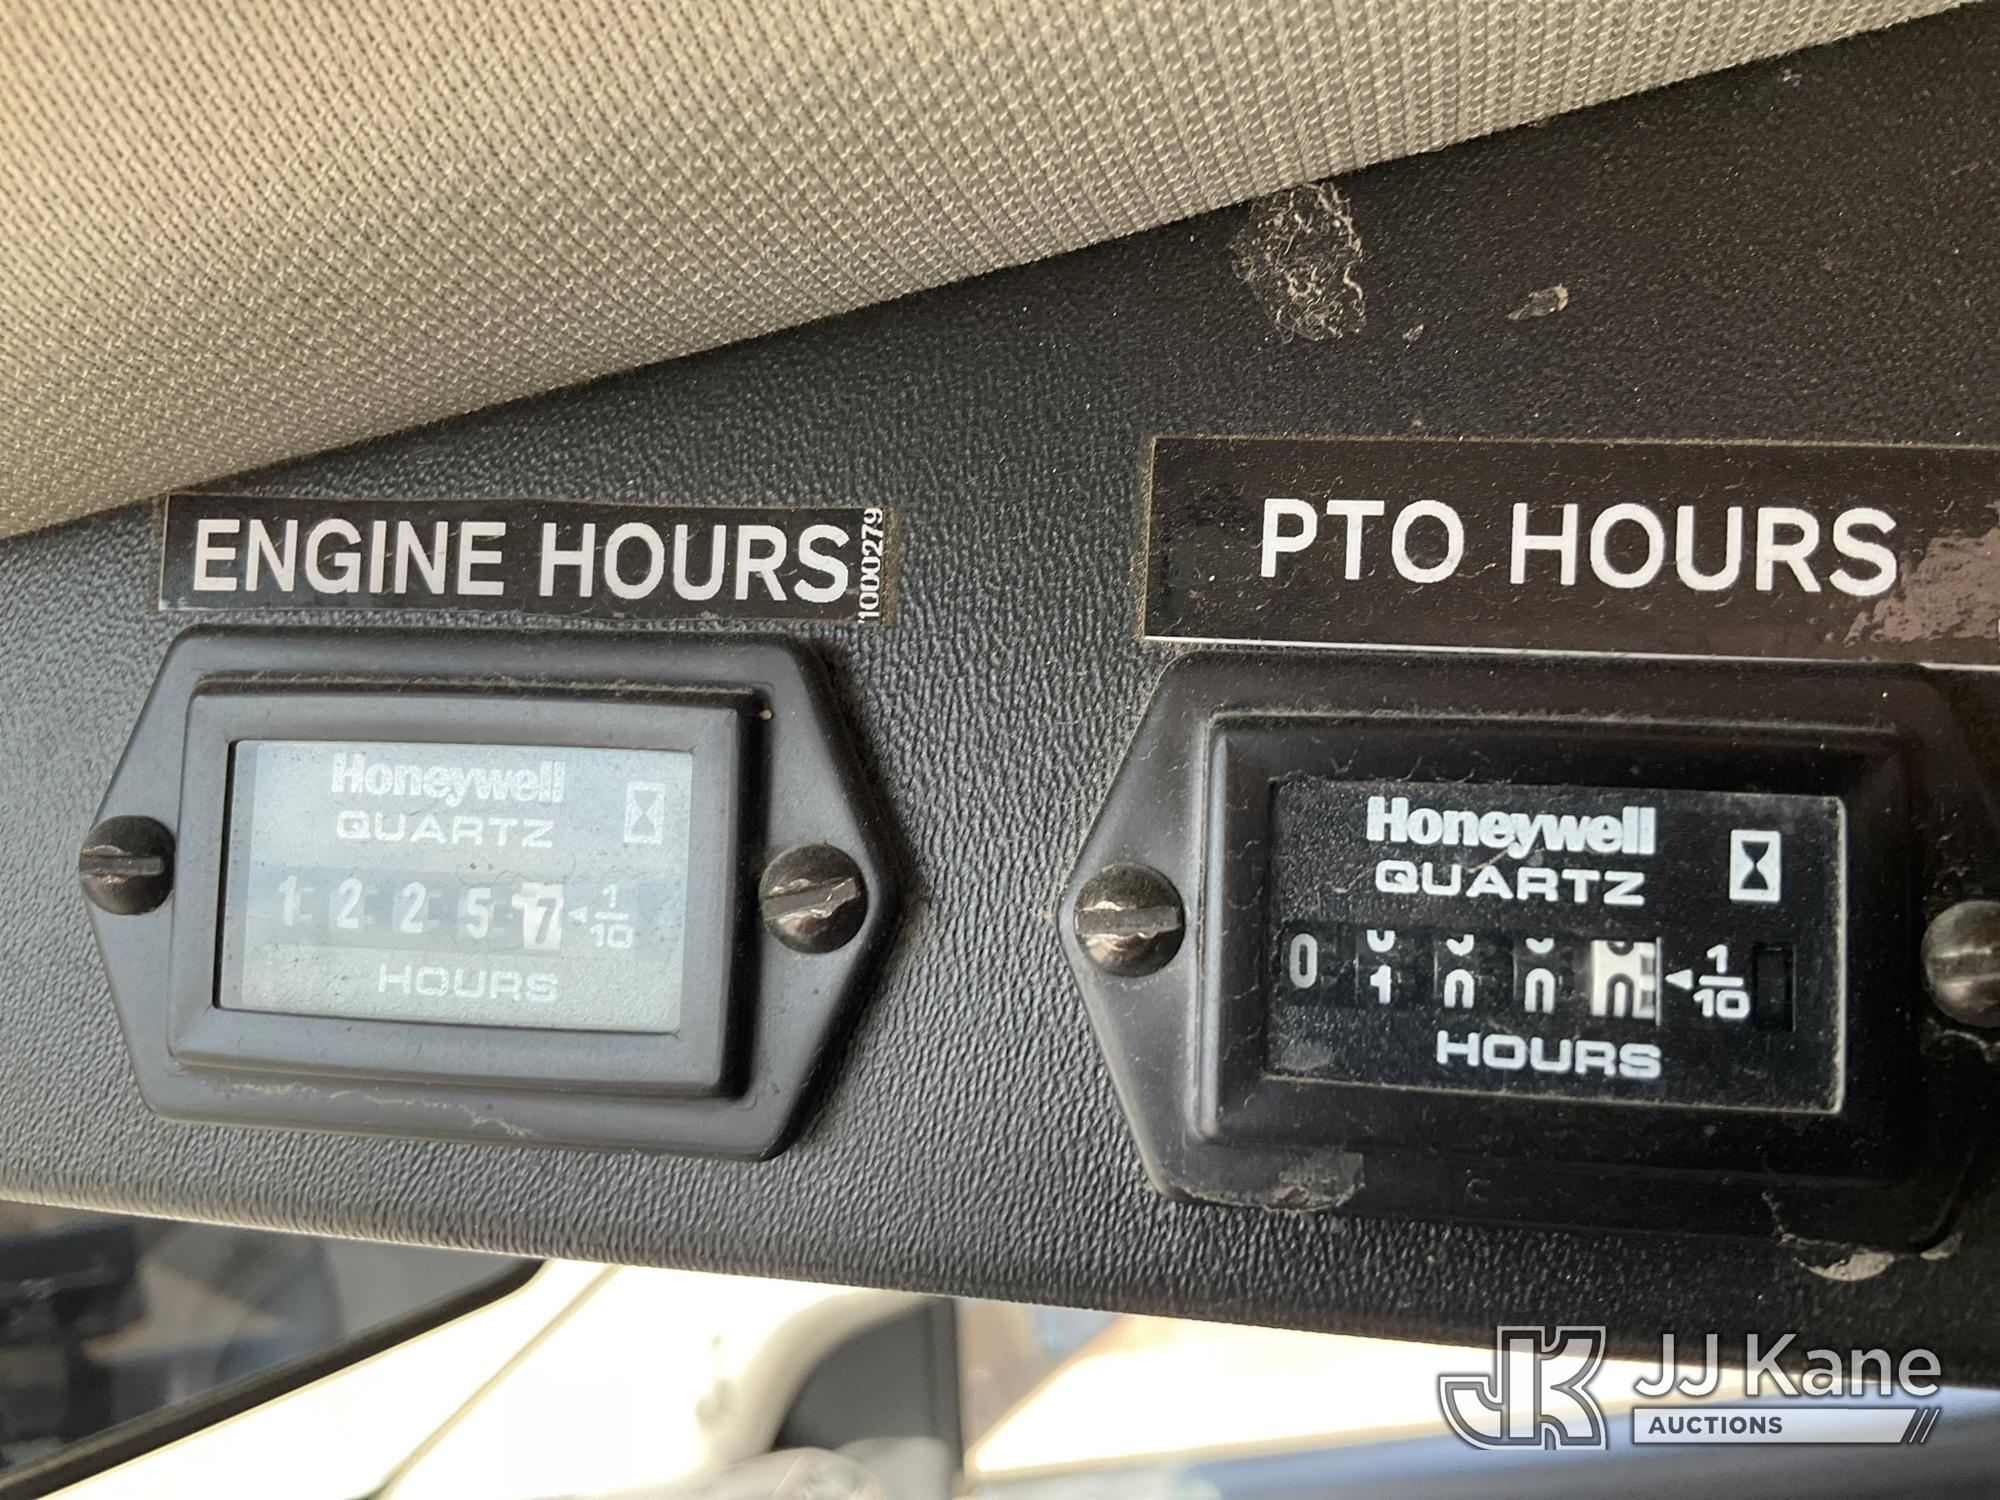 ENGINE HOURS
1000279
PTO HOURS
Honeywell
QUARTZ
1 2 2 5 7 1/10
HOURS
Honeywell
QUARTZ
1/10
HOURS
JK JJ Kane
AUCTIONS